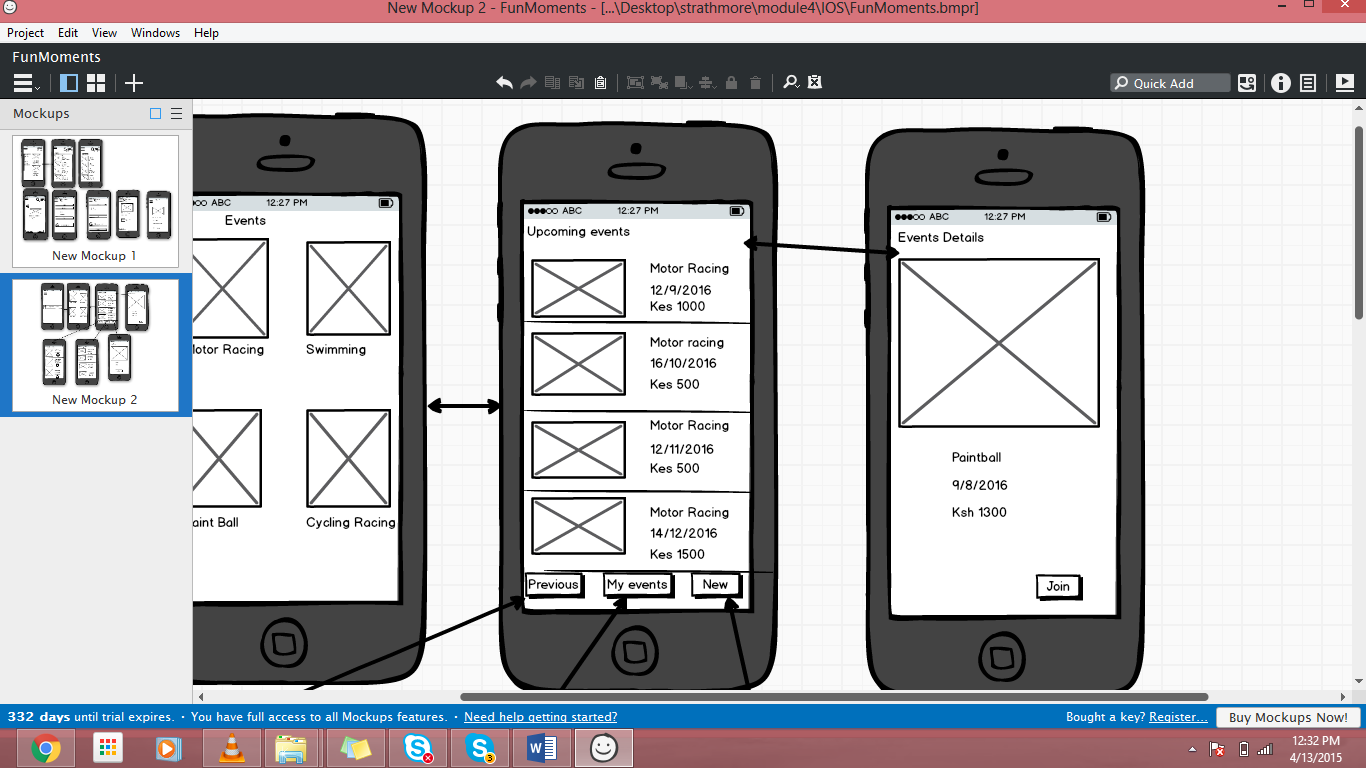 New Mockup 2 - FunMoments - [...\Desktop\strathmore\module4\IOS\FunMoments.bmpr]
Project Edit View Windows Help
FunMoments
Quick Add
Mockups
New Mockup 1
New Mockup 2
ABC 12:27 PM
Events
Motor Racing
Swimming
Paint Ball
Cycling Racing
ABC 12:27 PM
Upcoming events
Motor Racing
12/9/2016
Kes 1000
Motor racing
16/10/2016
Kes 500
Motor Racing
12/11/2016
Kes 500
Motor Racing
14/12/2016
Kes 1500
Previous
My events
New
ABC 12:27 PM
Events Details
Paintball
9/8/2016
Ksh 1300
Join
332 days until trial expires. · You have full access to all Mockups features. · Need help getting started?
Bought a key? Register...
Buy Mockups Now!
3
12:32 PM
4/13/2015